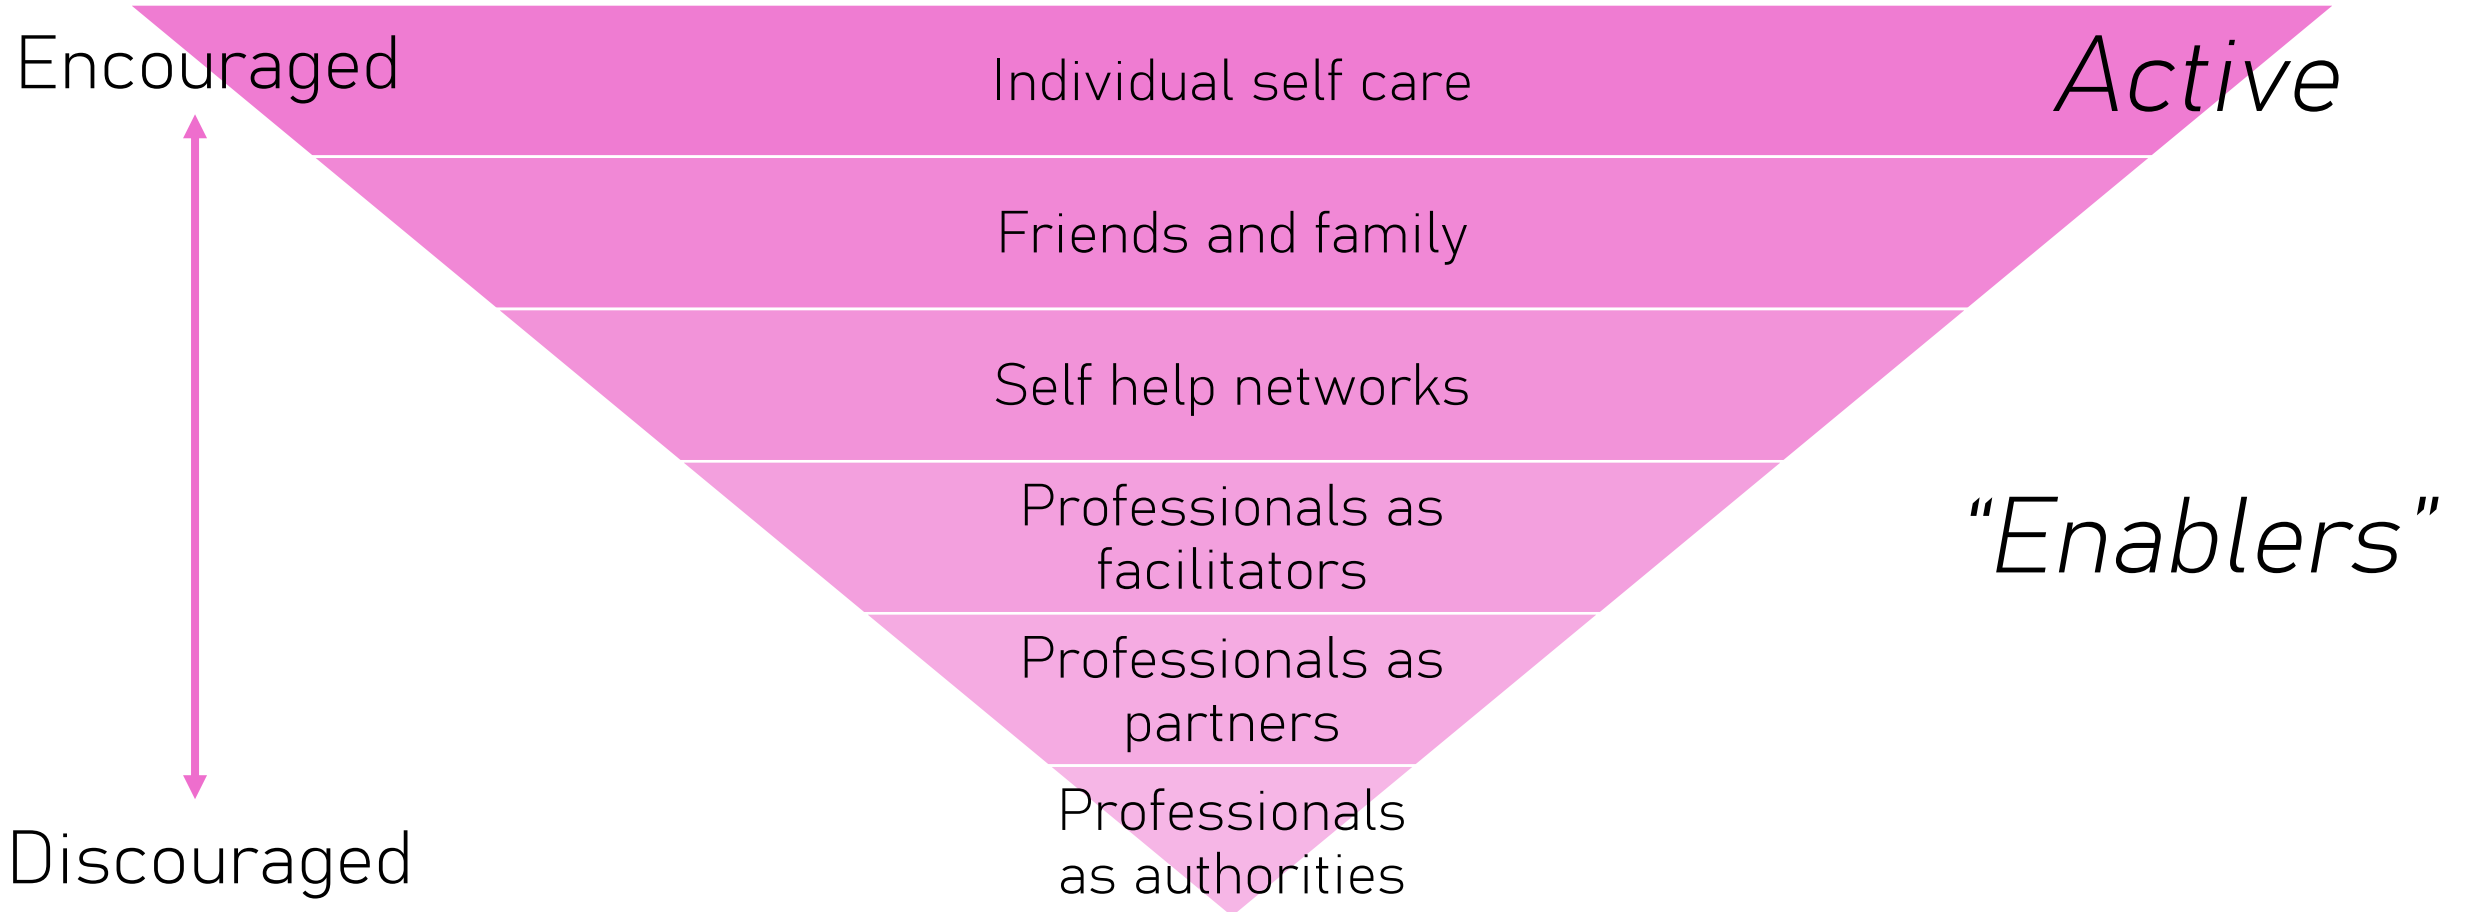 Encouraged
Individual self care
Active
Friends and family
Self help networks
Professionals as
facilitators
“Enablers”
Professionals as
partners
Professionals
as authorities
Discouraged